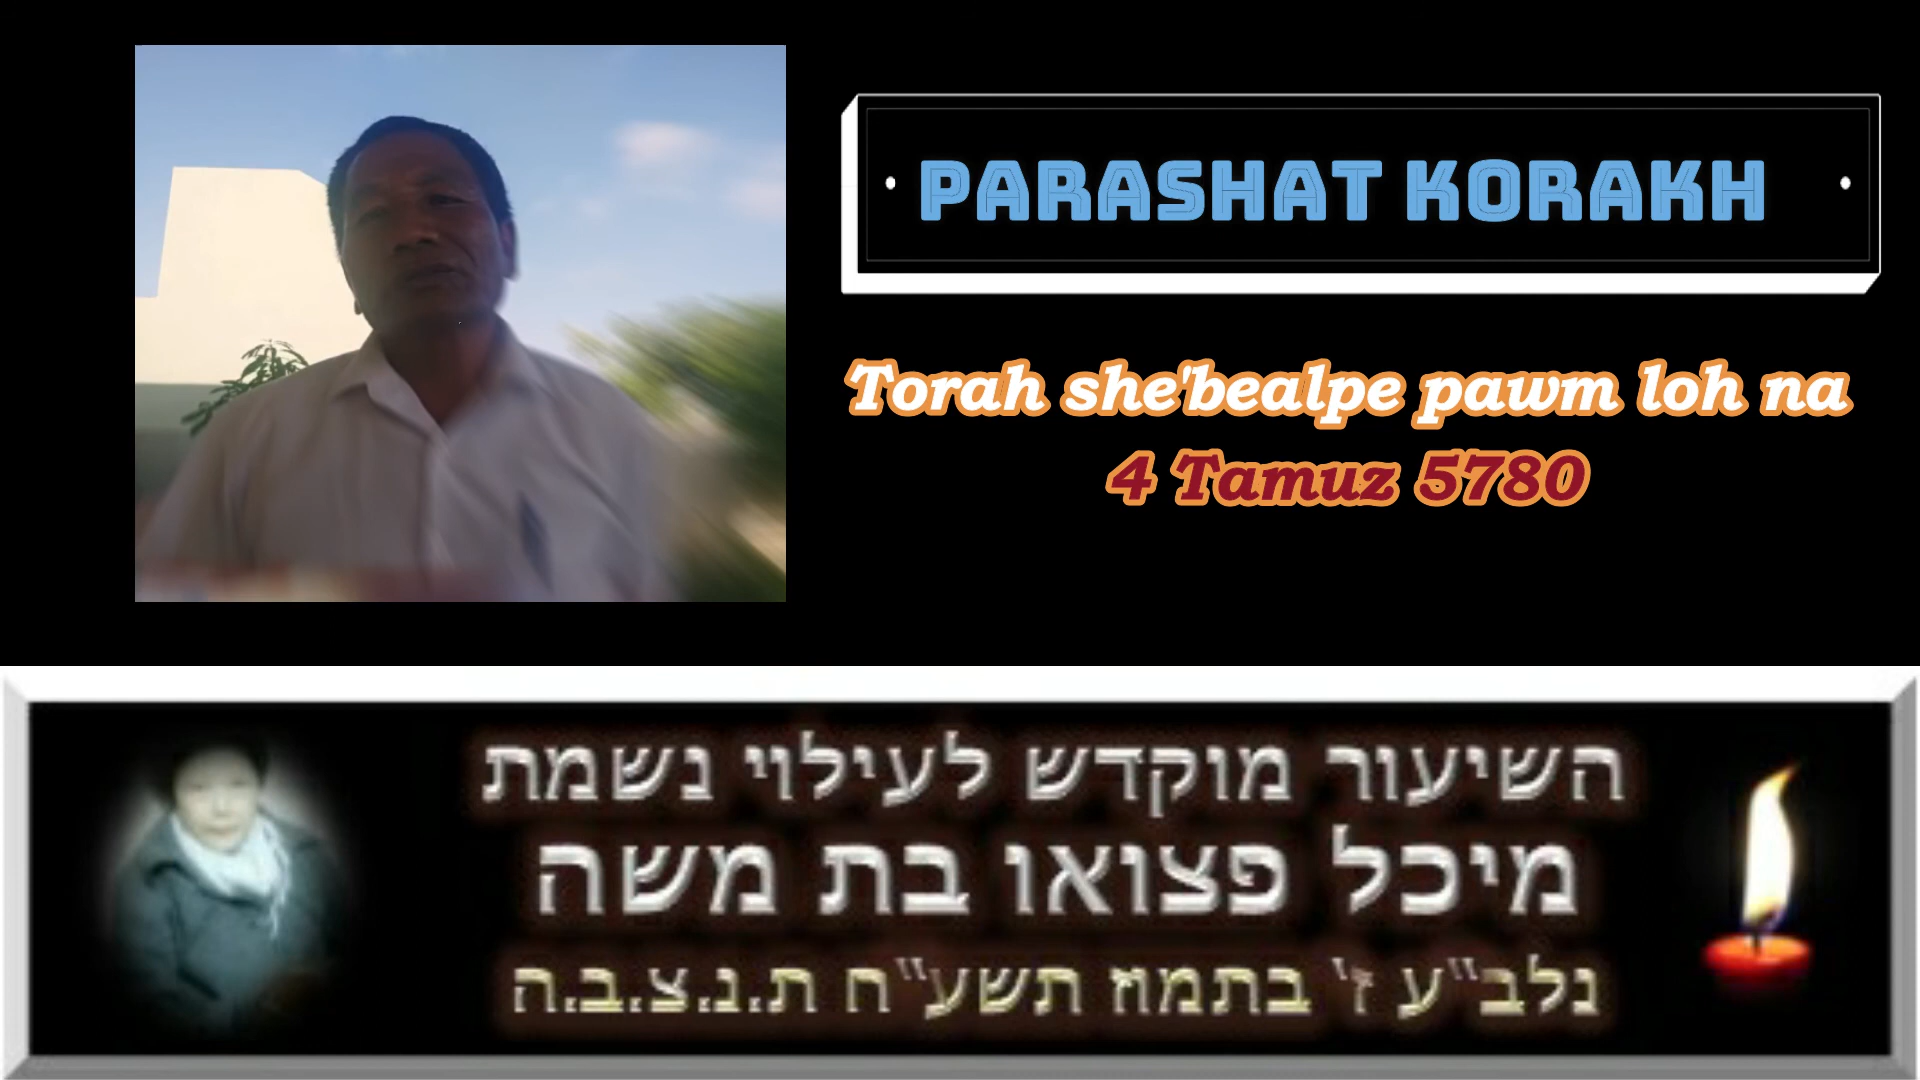 PARASHAT KORAKH
Torah she'bealpe pawm loh na
4 Tamuz 5780
השיעור מוקדש לעילוי נשמת
מיכל פצואו בת משה
נלב"ע ז' בתמוז תשע"ח ת.נ.צ.ב.ה